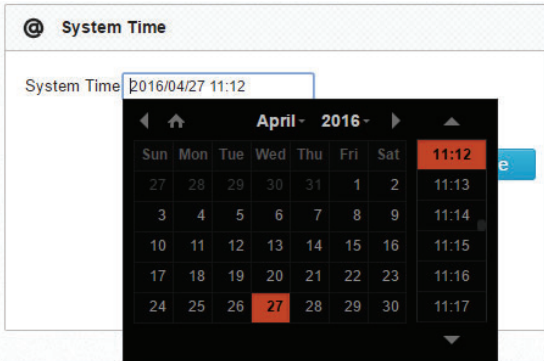 @ System Time
System Time 2016/04/27 11:12
April 2016
Sun Mon Tue Wed Thu Fri Sat
27 28 29 30 31 1 2
3 4 5 6 7 8 9
10 11 12 13 14 15 16
17 18 19 20 21 22 23
24 25 26 27 28 29 30
11:12
11:13
11:14
11:15
11:16
11:17
e